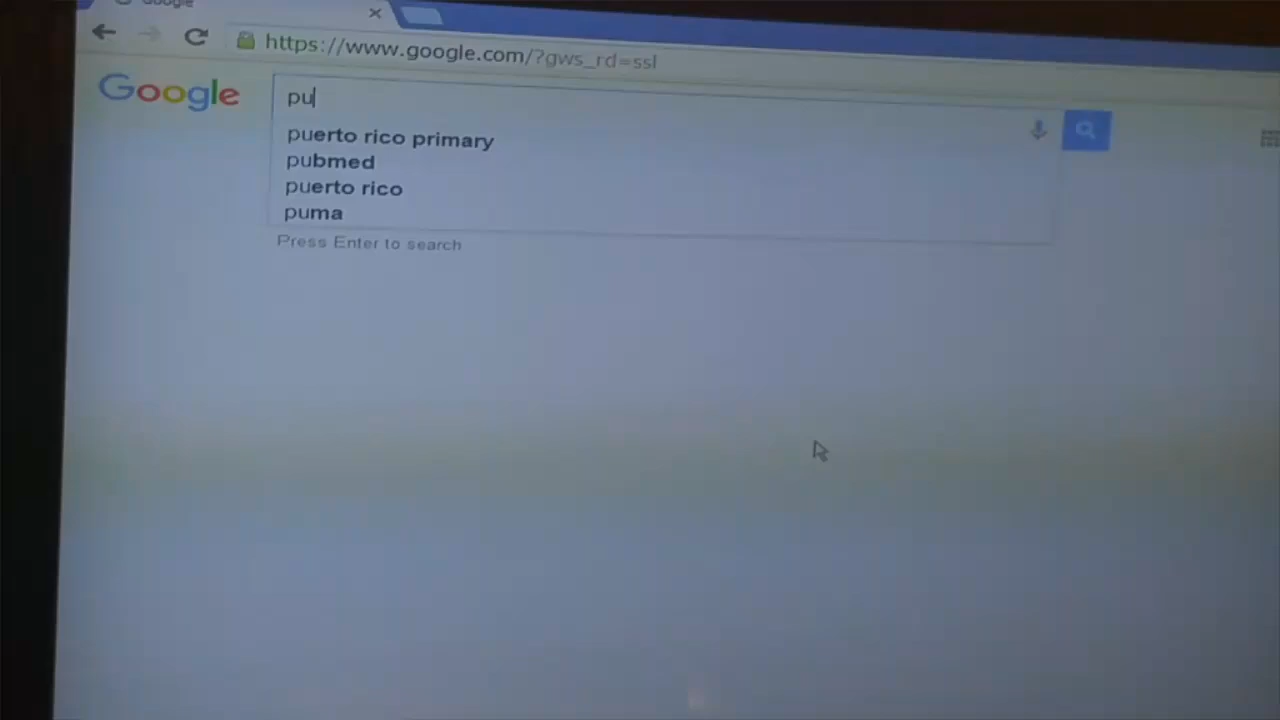 Google
https://www.google.com/?gws_rd=ssl
Google
pu
puerto rico primary
pubmed
puerto rico
puma
Press Enter to search